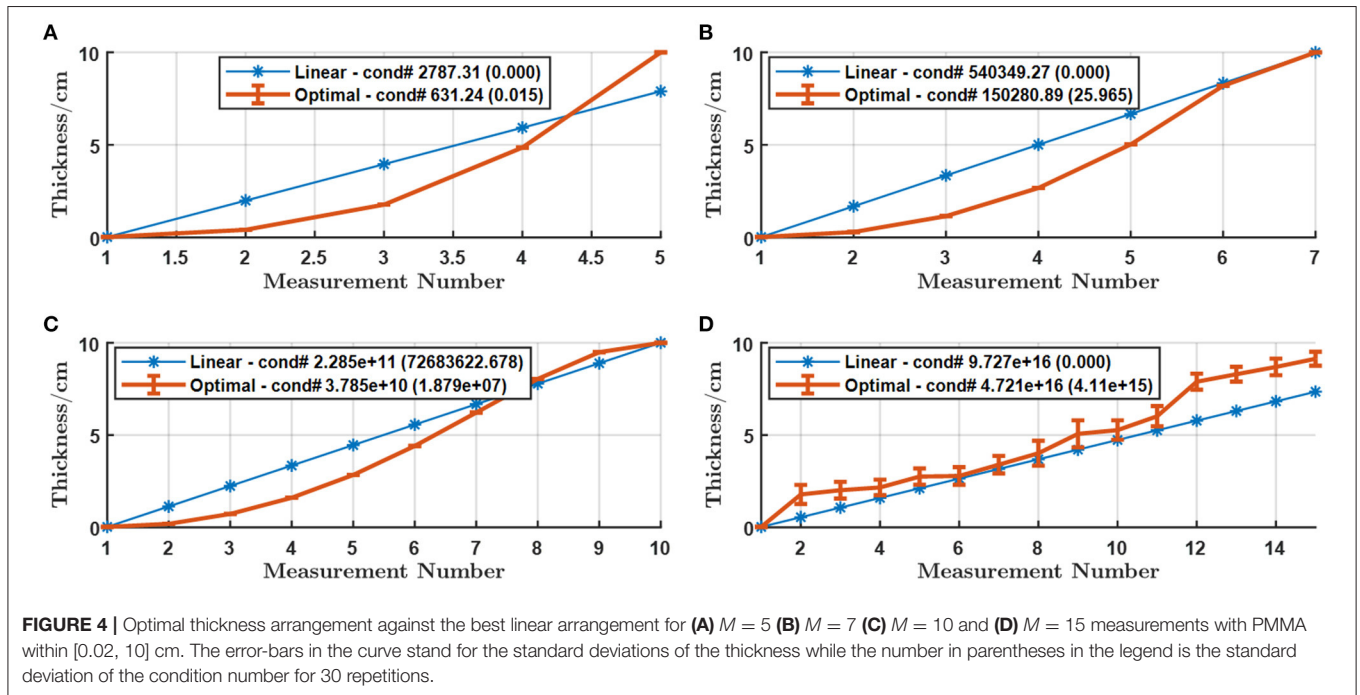 A
Thickness/cm
10
5
0
Linear - cond# 2787.31 (0.000)
Optimal - cond# 631.24 (0.015)
1 1.5 2 2.5 3 3.5 4 4.5 5
Measurement Number
B
Thickness/cm
10
5
0
Linear - cond# 540349.27 (0.000)
Optimal - cond# 150280.89 (25.965)
1 2 3 4 5 6 7
Measurement Number
C
Thickness/cm
10
5
0
Linear - cond# 2.285e+11 (72683622.678)
Optimal - cond# 3.785e+10 (1.879e+07)
1 2 3 4 5 6 7 8 9 10
Measurement Number
D
Thickness/cm
10
5
0
Linear - cond# 9.727e+16 (0.000)
Optimal - cond# 4.721e+16 (4.11e+15)
2 4 6 8 10 12 14
Measurement Number
FIGURE 4 | Optimal thickness arrangement against the best linear arrangement for (A) M = 5 (B) M = 7 (C) M = 10 and (D) M = 15 measurements with PMMA
within [0.02, 10] cm. The error-bars in the curve stand for the standard deviations of the thickness while the number in parentheses in the legend is the standard
deviation of the condition number for 30 repetitions.